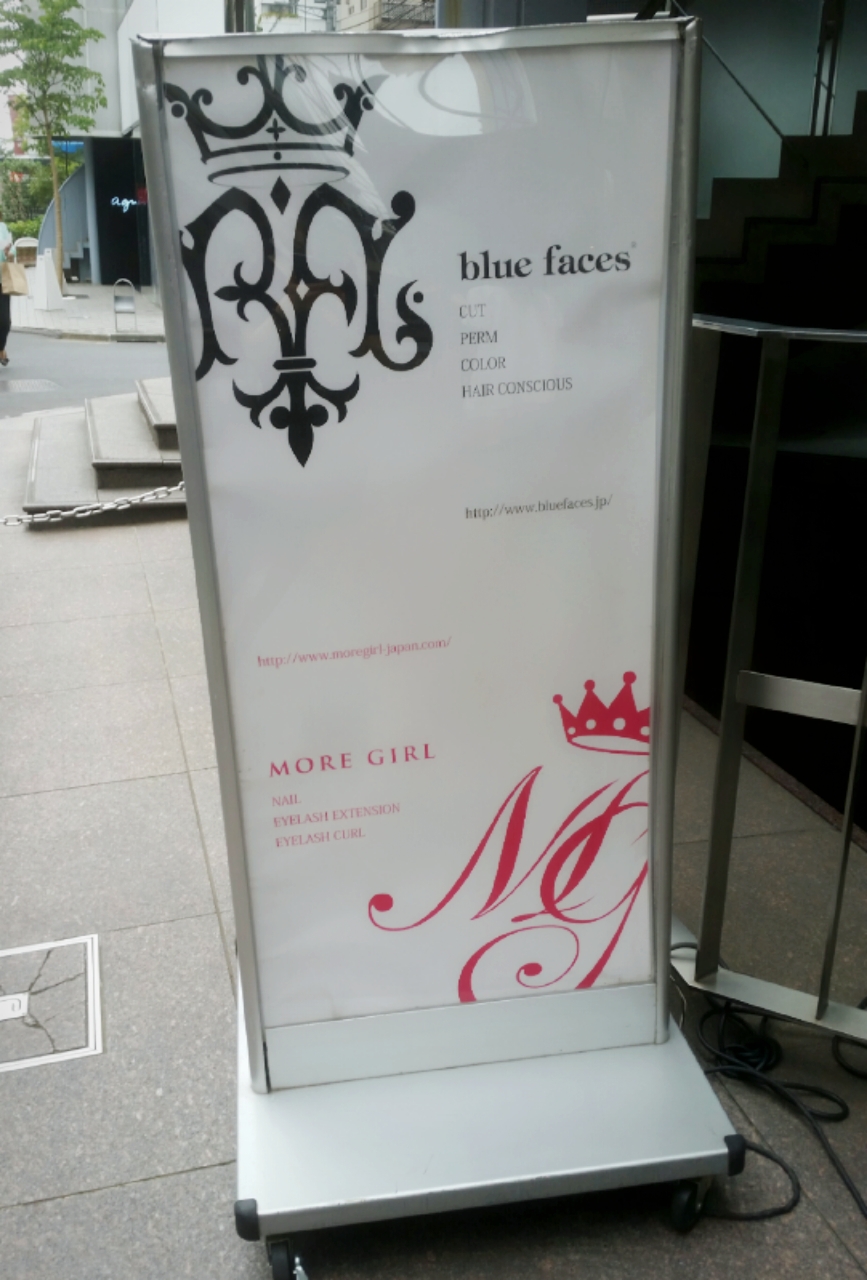 blue faces
CUT
PERM
COLOR
HAIR CONSCIOUS
http://www.bluefaces.jp/
http://www.moregirl-japan.com/
MORE GIRL
NAIL
EYELASH EXTENSION
EYELASH CURL
MG